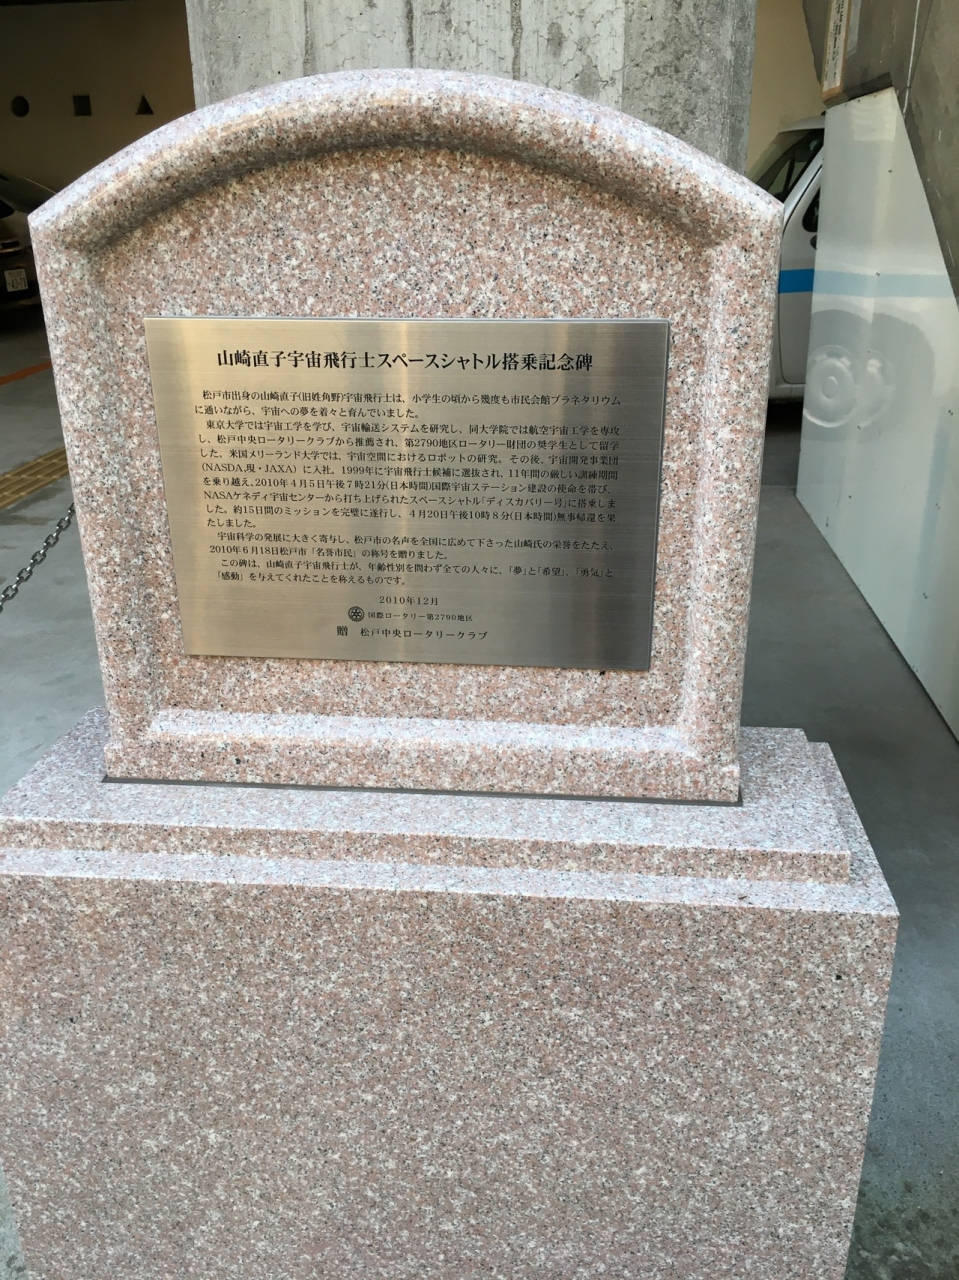 山崎直子宇宙飛行士スペースシャトル搭乗記念碑
松戸市出身の山崎直子(旧姓角野)宇宙飛行士は、小学生の頃から幾度も市民会館プラネタリウム
に通いながら、宇宙への夢を着々と育んでいました。
東京大学では宇宙工学を学び、宇宙輸送システムを研究し、同大学院では航空宇宙工学を専攻
し、松戸中央ロータリークラブから推薦され、第2790地区ロータリー財団の奨学生として留学
した、米国メリーランド大学では、宇宙空間におけるロボットの研究。その後、宇宙開発事業団
(NASDA,現・JAXA)に入社。1999年に宇宙飛行士候補に選抜され、11年間の厳しい訓練期間
を乗り越え、2010年4月5日午後7時21分(日本時間)国際宇宙ステーション建設の使命を帯び、
NASAケネディ宇宙センターから打ち上げられたスペースシャトル「ディスカバリー号」に搭乗しま
した。約15日間のミッションを完璧に遂行し、4月20日午後10時8分(日本時間)無事帰還を果
たしました。
宇宙科学の発展に大きく寄与し、松戸市の名声を全国に広めて下さった山崎氏の栄誉をたたえ、
2010年6月18日松戸市「名誉市民」の称号を贈りました。
この碑は、山崎直子宇宙飛行士が、年齢性別を問わず全ての人々に、「夢」と「希望」、「勇気」と
「感動」を与えてくれたことを称えるものです。
2010年12月
国際ロータリー第2790地区
贈 松戸中央ロータリークラブ